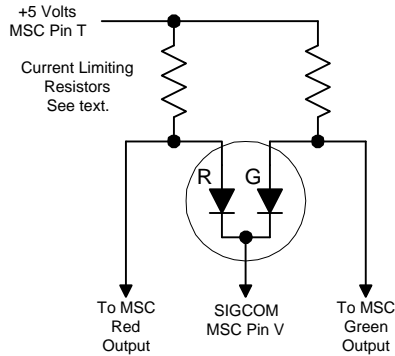 +5 Volts
MSC Pin T
Current Limiting
Resistors
See text.
R G
To MSC
Red
Output
SIGCOM
MSC Pin V
To MSC
Green
Output